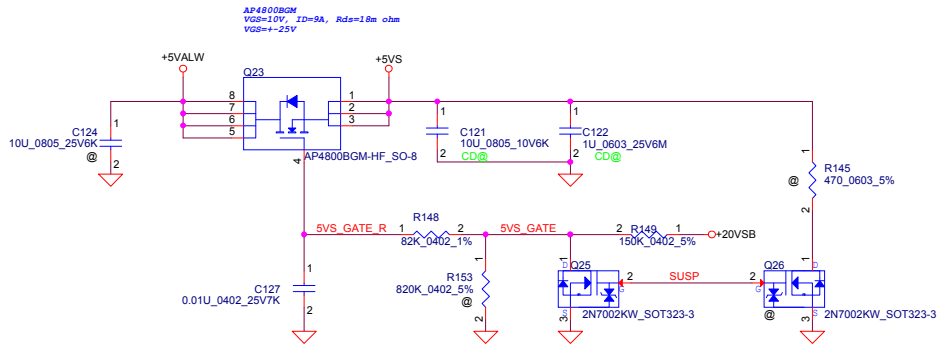 AP4800BGM
VGS=10V, ID=9A, Rds=18m ohm
VGS=+-25V
+5VALW
+5VS
Q23
8
7
6
5
1
2
3
4
AP4800BGM-HF_SO-8
1
C124
10U_0805_25V6K
@
2
1
C121
10U_0805_10V6K
CD@
2
1
C122
1U_0603_25V6M
CD@
2
1
R145
470_0603_5%
@
2
5VS_GATE_R
1
R148
2
82K_0402_1%
5VS_GATE
2
R149
1
150K_0402_5%
+20VSB
1
C127
0.01U_0402_25V7K
2
1
R153
820K_0402_5%
@
2
Q25
D
1
2
G
S
3
2N7002KW_SOT323-3
SUSP
Q26
D
1
2
G
S
3
@
2N7002KW_SOT323-3